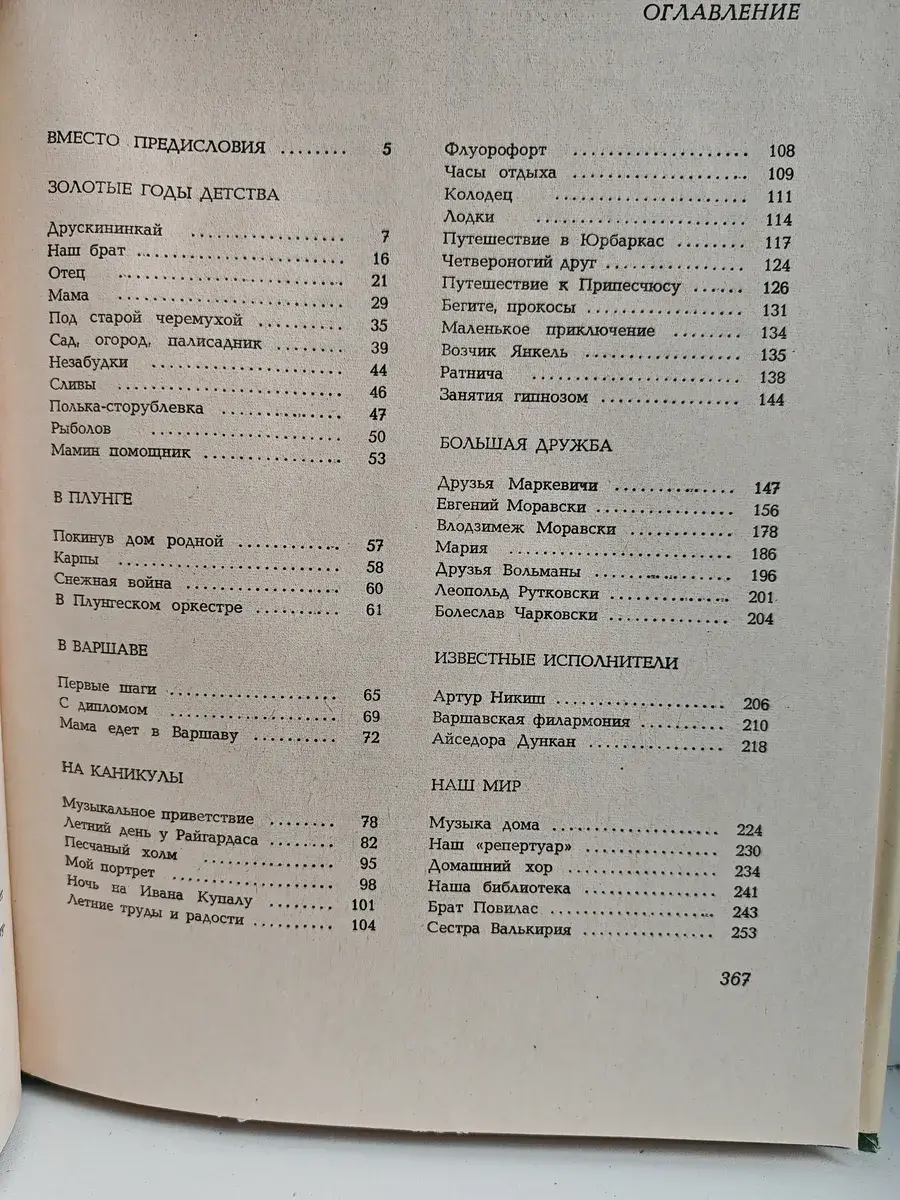 ОГЛАВЛЕНИЕ
ВМЕСТО ПРЕДИСЛОВИЯ ........ 5
ЗОЛОТЫЕ ГОДЫ ДЕТСТВА
Друскининкай ................ 7
Наш брат ..................... 16
Отец ....................... 21
Мама ....................... 29
Под старой черемухой ......... 35
Сад, огород, палисадник ........ 39
Незабудки .................... 44
Сливы ....................... 46
Полька-сторублевка ............. 47
Рыболов .................... 50
Мамин помощник ............... 53
В ПЛУНГЕ
Покинув дом родной ............ 57
Карпы ....................... 58
Снежная война ................. 60
В Плунгеском оркестре .......... 61
В ВАРШАВЕ
Первые шаги .................. 65
С дипломом .................. 69
Мама едет в Варшаву .......... 72
НА КАНИКУЛЫ
Музыкальное приветствие ........ 78
Летний день у Райгардаса ........ 82
Песчаный холм .............. 95
Мой портрет ................. 98
Ночь на Ивана Купалу ........ 101
Летние труды и радости .......... 104
Флуорофорт ................... 108
Часы отдыха ................... 109
Колодец ..................... 111
Лодки ...................... 114
Путешествие в Юрбаркас ........ 117
Четвероногий друг ............... 124
Путешествие к Припесчюсу ...... 126
Бегите, прокосы ................. 131
Маленькое приключение ........ 134
Возчик Янкель ................. 135
Ратнича ...................... 138
Занятия гипнозом ............... 144
БОЛЬШАЯ ДРУЖБА
Друзья Маркевичи ............. 147
Евгений Моравски ............... 156
Влодзимеж Моравски ........... 178
Мария ........................ 186
Друзья Вольманы ............... 196
Леопольд Рутковски ............. 201
Болеслав Чарковски ............. 204
ИЗВЕСТНЫЕ ИСПОЛНИТЕЛИ
Артур Никиш ................... 206
Варшавская филармония ......... 210
Айседора Дункан ............... 218
НАШ МИР
Музыка дома .................. 224
Наш «репертуар» ............... 230
Домашний хор ................. 234
Наша библиотека ............... 241
Брат Повилас ................... 243
Сестра Валькирия ............... 253
367